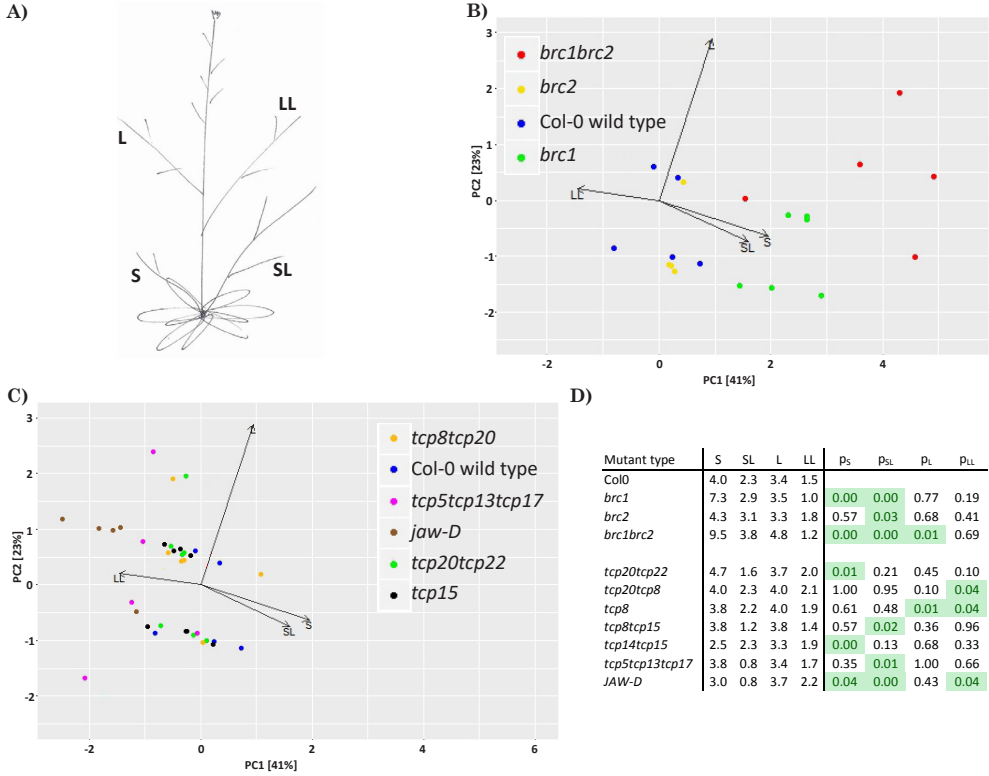 A)
LL
L
S
SL
B)
brc1brc2
brc2
Col-0 wild type
brc1
L
LL
S
SL
3
2
1
0
-1
-2
PC2 [23%]
-2
0
2
4
PC1 [41%]
C)
tcp8tcp20
Col-0 wild type
tcp5tcp13tcp17
jaw-D
tcp20tcp22
tcp15
L
LL
S
SL
3
2
1
0
-1
-2
PC2 [23%]
-2
0
2
4
6
PC1 [41%]
D)
Mutant type S SL L LL pS pSL pL pLL
Col0 4.0 2.3 3.4 1.5
brc1 7.3 2.9 3.5 1.0 0.00 0.00 0.77 0.19
brc2 4.3 3.1 3.3 1.8 0.57 0.03 0.68 0.41
brc1brc2 9.5 3.8 4.8 1.2 0.00 0.00 0.01 0.69
tcp20tcp22 4.7 1.6 3.7 2.0 0.01 0.21 0.45 0.10
tcp20tcp8 4.0 2.3 4.0 2.1 1.00 0.95 0.10 0.04
tcp8 3.8 2.2 4.0 1.9 0.61 0.48 0.01 0.04
tcp8tcp15 3.8 1.2 3.8 1.4 0.57 0.02 0.36 0.96
tcp14tcp15 2.5 2.3 3.3 1.9 0.00 0.13 0.68 0.33
tcp5tcp13tcp17 3.8 0.8 3.4 1.7 0.35 0.01 1.00 0.66
JAW-D 3.0 0.8 3.7 2.2 0.04 0.00 0.43 0.04